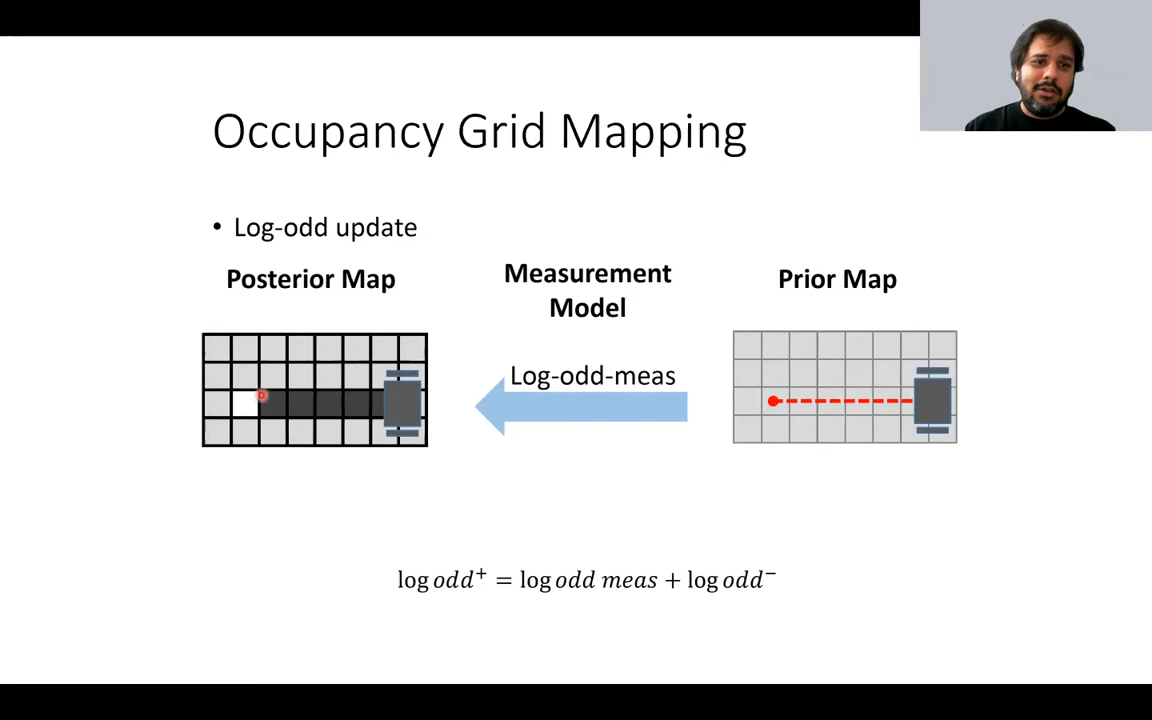 Occupancy Grid Mapping
• Log-odd update
Posterior Map
Measurement
Model
Prior Map
Log-odd-meas
log odd⁺ = log odd meas + log odd⁻